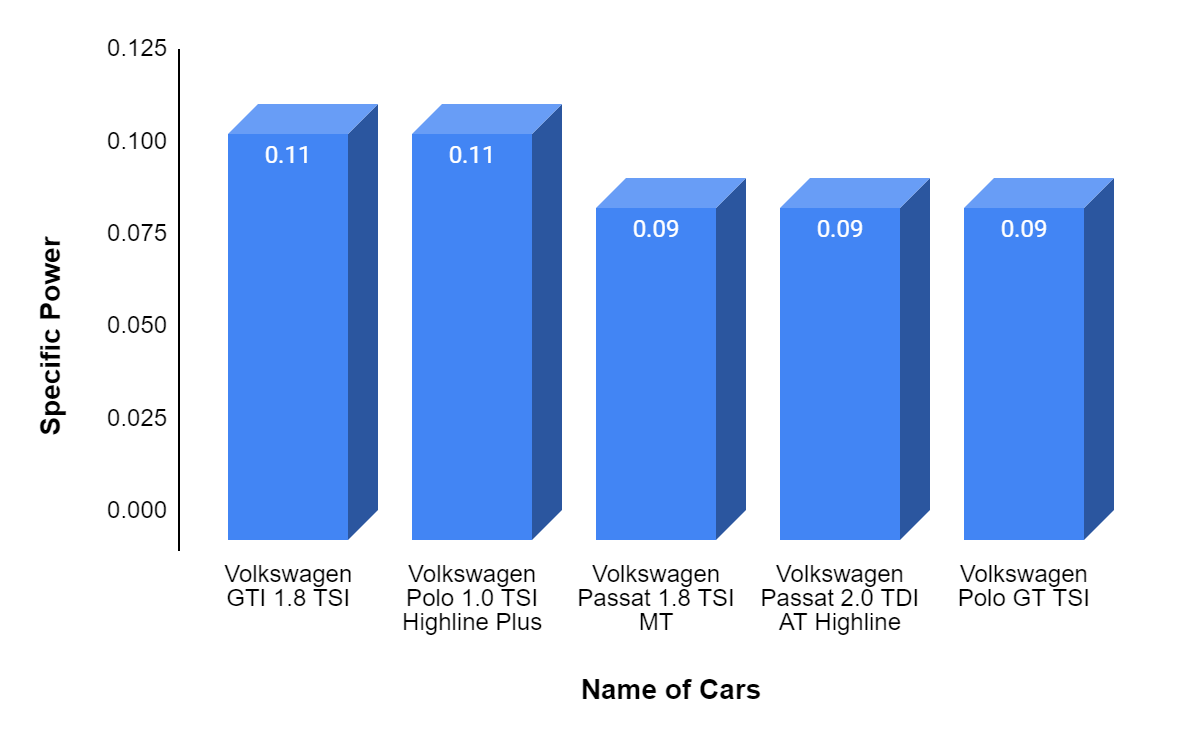 0.125
0.100
0.075
0.050
0.025
0.000
Specific Power
0.11
0.11
0.09
0.09
0.09
Volkswagen
GTI 1.8 TSI
Volkswagen
Polo 1.0 TSI
Highline Plus
Volkswagen
Passat 1.8 TSI
MT
Volkswagen
Passat 2.0 TDI
AT Highline
Volkswagen
Polo GT TSI
Name of Cars